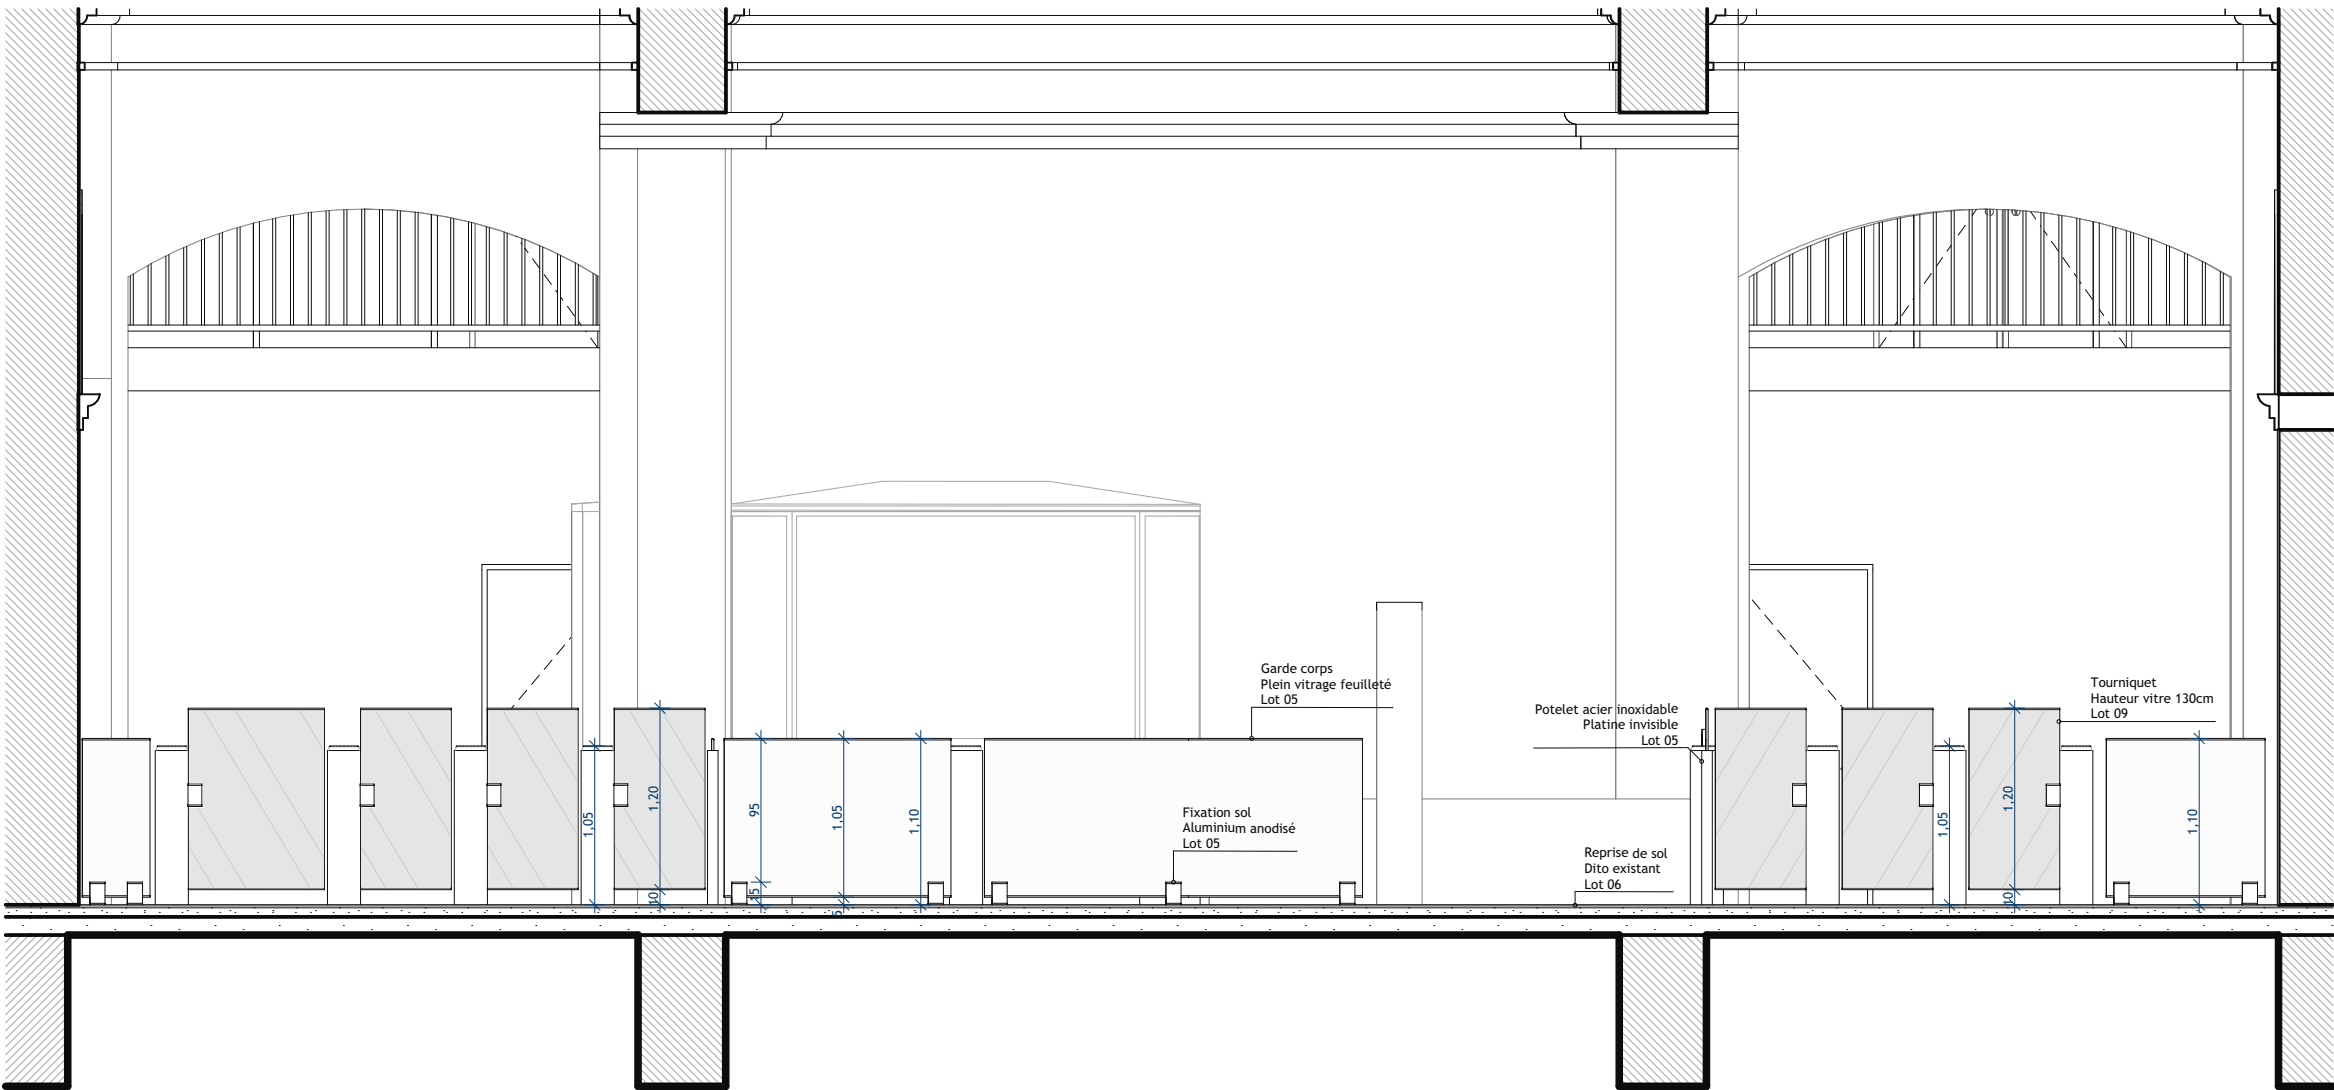 Garde corps
Plein vitrage feuilleté
Lot 05
Potelet acier inoxidable
Platine invisible
Lot 05
Tourniquet
Hauteur vitre 130cm
Lot 09
Fixation sol
Aluminium anodisé
Lot 05
Reprise de sol
Dito existant
Lot 06
1,05
1,20
10
95
15
1,05
5
1,10
1,05
1,20
10
1,10